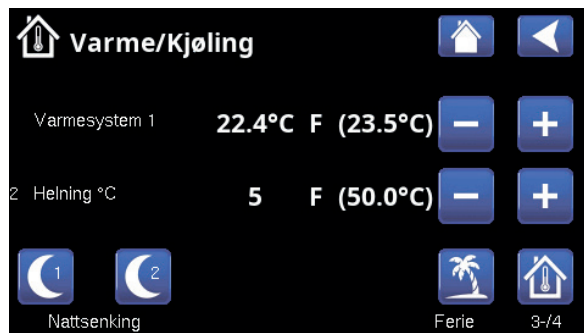 Varme/Kjøling
Varmesystem 1 22.4°C F (23.5°C) − +
2 Helning °C 5 F (50.0°C) − +
1 2
Nattsenking Ferie 3-/4